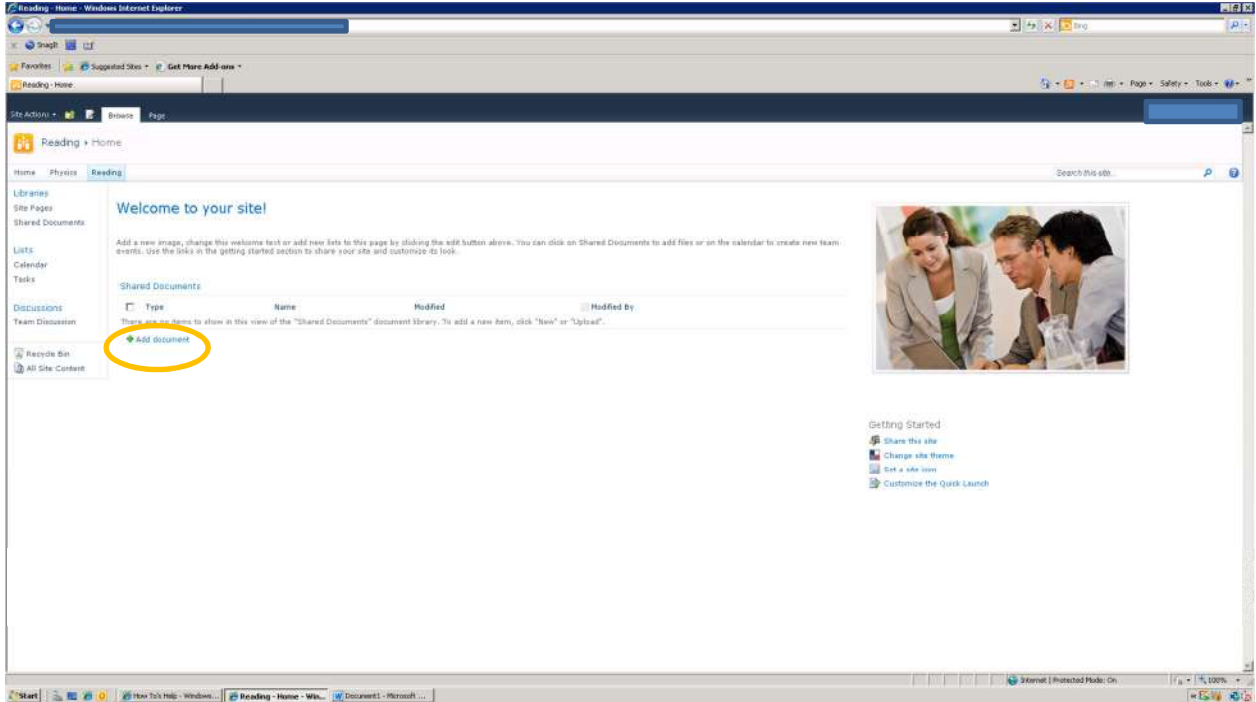 Reading - Home - Windows Internet Explorer
Bing
SnagIt
Favorites Suggested Sites Get More Add-ons
Reading - Home
Page Safety Tools
Site Actions Browse Page
Reading Home
Home Physics Reading
Search this site...
Libraries
Site Pages
Shared Documents
Lists
Calendar
Tasks
Discussions
Team Discussion
Recycle Bin
All Site Content
Welcome to your site!
Add a new image, change this welcome text or add new lists to this page by clicking the edit button above. You can click on Shared Documents to add files or on the calendar to create new team
events. Use the links in the getting started section to share your site and customize its look.
Shared Documents
Type Name Modified Modified By
There are no items to show in this view of the "Shared Documents" document library. To add a new item, click "New" or "Upload".
Add document
Getting Started
Share this site
Change site theme
Set a site icon
Customize the Quick Launch
Internet | Protected Mode: On 100%
Start How To's Help - Windows... Reading - Home - Win... Document1 - Microsoft ...